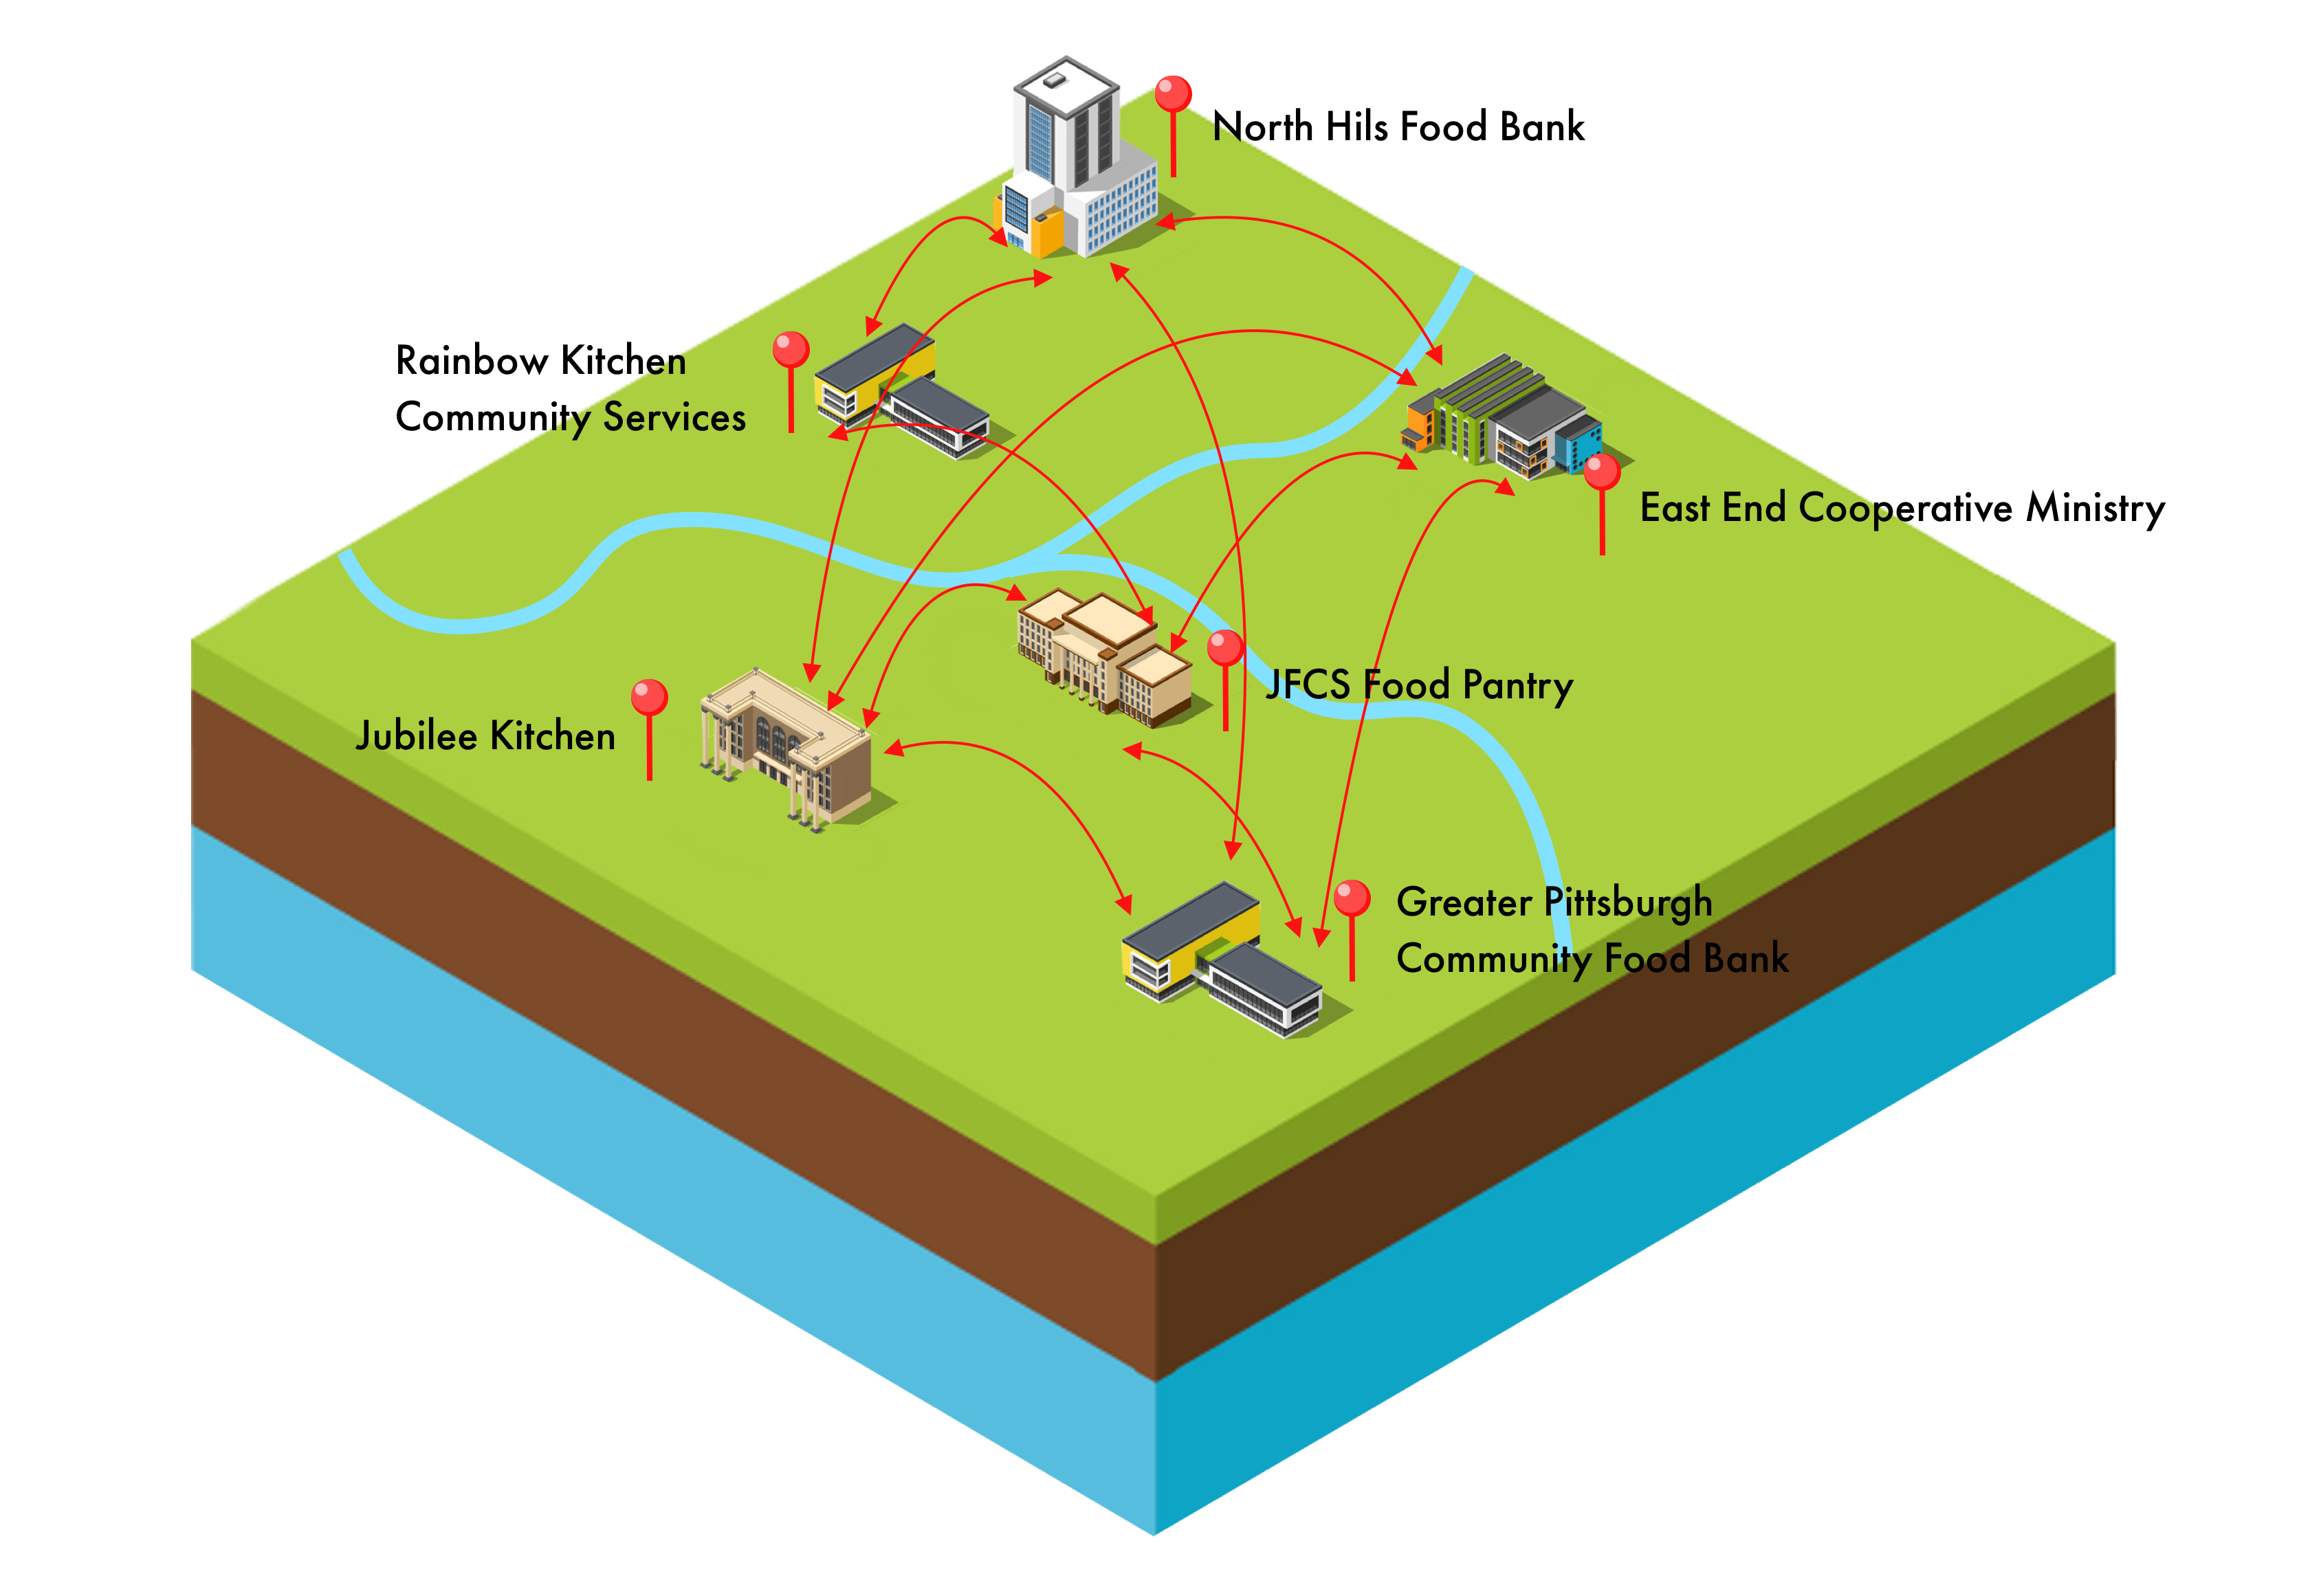 North Hils Food Bank
Rainbow Kitchen
Community Services
East End Cooperative Ministry
JFCS Food Pantry
Jubilee Kitchen
Greater Pittsburgh
Community Food Bank